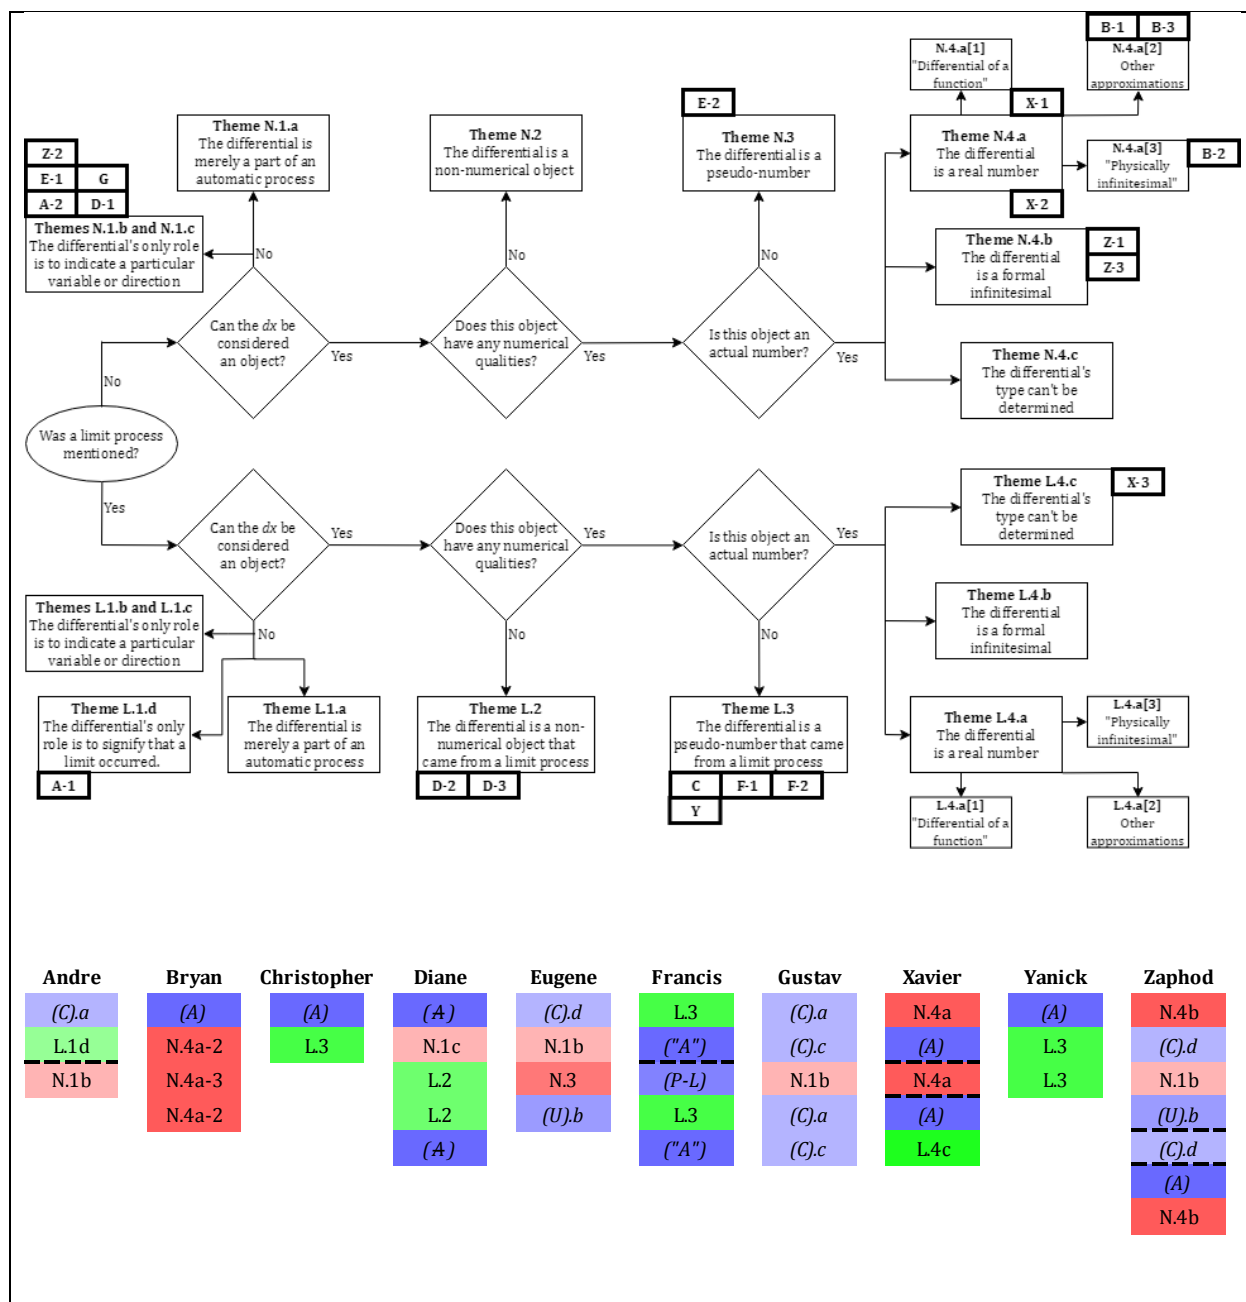 B-1 B-3
N.4.a[1]
"Differential of a
function"
N.4.a[2]
Other
approximations
E-2
X-1
Theme N.1.a
The differential is
merely a part of an
automatic process
Theme N.2
The differential is a
non-numerical object
Theme N.3
The differential is a
pseudo-number
Theme N.4.a
The differential
is a real number
N.4.a[3]
"Physically
infinitesimal"
B-2
Z-2
E-1 G
A-2 D-1
X-2
Themes N.1.b and N.1.c
The differential's only role
is to indicate a particular
variable or direction
No
No
No
Theme N.4.b
The differential
is a formal
infinitesimal
Z-1
Z-3
Can the dx be
considered
an object?
Yes
Does this object
have any numerical
qualities?
Yes
Is this object an
actual number?
Yes
Theme N.4.c
The differential's
type can't be
determined
No
Was a limit process
mentioned?
Yes
Can the dx be
considered
an object?
Yes
Does this object
have any numerical
qualities?
Yes
Is this object an
actual number?
Yes
Theme L.4.c
The differential's
type can't be
determined
X-3
Theme L.4.b
The differential
is a formal
infinitesimal
Themes L.1.b and L.1.c
The differential's only role
is to indicate a particular
variable or direction
No
No
No
Theme L.1.d
The differential's only
role is to signify that a
limit occurred.
A-1
Theme L.1.a
The differential is
merely a part of an
automatic process
Theme L.2
The differential is a non-
numerical object that
came from a limit process
D-2 D-3
Theme L.3
The differential is a
pseudo-number that came
from a limit process
C F-1 F-2
Y
Theme L.4.a
The differential
is a real number
L.4.a[3]
"Physically
infinitesimal"
L.4.a[1]
"Differential of a
function"
L.4.a[2]
Other
approximations
Andre Bryan Christopher Diane Eugene Francis Gustav Xavier Yanick Zaphod
(C).a (A) (A) (A) (C).d L.3 (C).a N.4a (A) N.4b
L.1d N.4a-2 L.3 N.1c N.1b ("A") (C).c (A) L.3 (C).d
N.1b N.4a-3 L.2 N.3 (P-L) N.1b N.4a L.3 N.1b
N.4a-2 L.2 (U).b L.3 (C).a (A) (U).b
(A) ("A") (C).c L.4c (C).d
(A)
N.4b